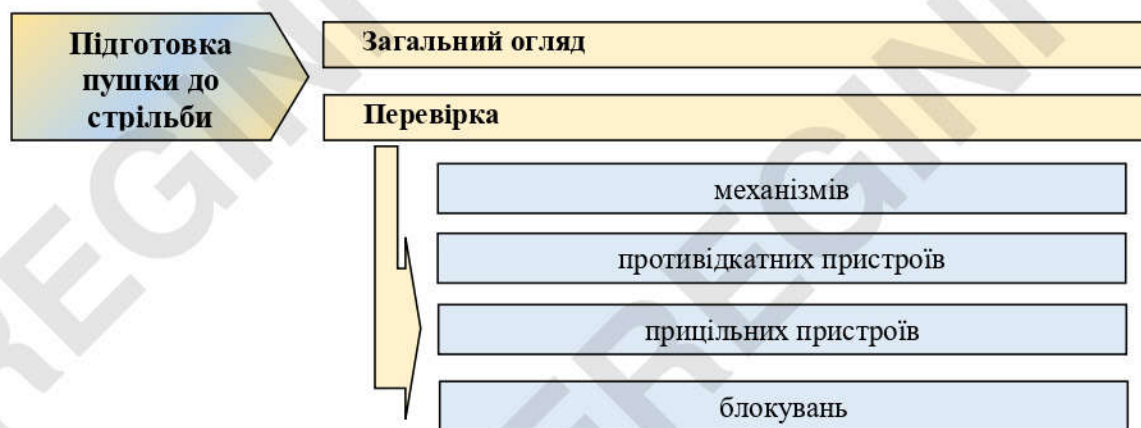 Підготовка
пушки до
стрільби
Загальний огляд
Перевірка
механізмів
противідкатних пристроїв
прицільних пристроїв
блокувань